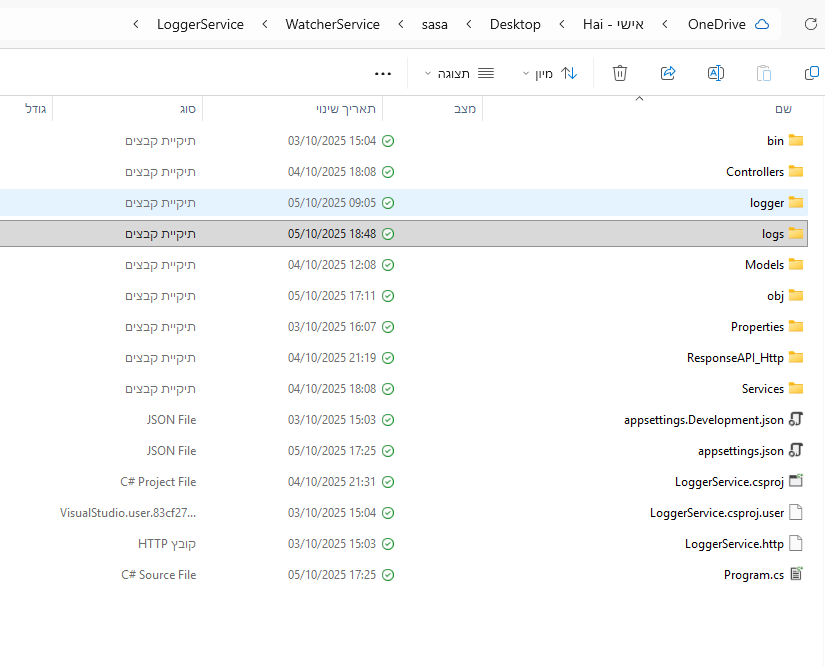 OneDrive › אישי - Hai › Desktop › sasa › WatcherService › LoggerService ›
מיון תצוגה ...
שם מצב תאריך שינוי סוג גודל
bin 03/10/2025 15:04 תיקיית קבצים
Controllers 04/10/2025 18:08 תיקיית קבצים
logger 05/10/2025 09:05 תיקיית קבצים
logs 05/10/2025 18:48 תיקיית קבצים
Models 04/10/2025 12:08 תיקיית קבצים
obj 05/10/2025 17:11 תיקיית קבצים
Properties 03/10/2025 16:07 תיקיית קבצים
ResponseAPI_Http 04/10/2025 21:19 תיקיית קבצים
Services 04/10/2025 18:08 תיקיית קבצים
appsettings.Development.json 03/10/2025 15:03 JSON File
appsettings.json 05/10/2025 17:25 JSON File
LoggerService.csproj 04/10/2025 21:31 C# Project File
LoggerService.csproj.user 03/10/2025 15:04 VisualStudio.user.83cf27...
LoggerService.http 03/10/2025 15:03 קובץ HTTP
Program.cs 05/10/2025 17:25 C# Source File